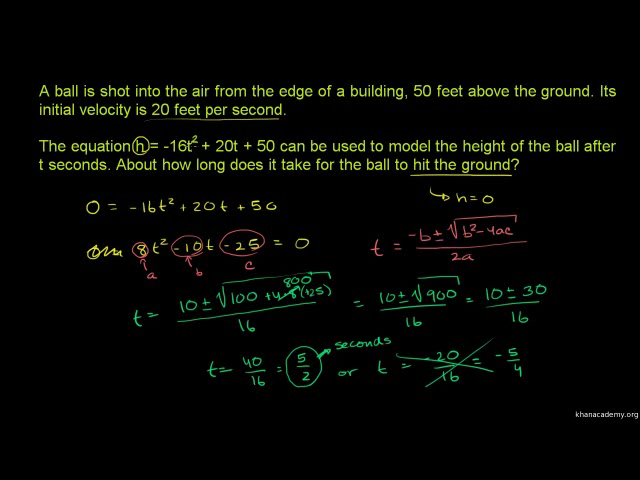 A ball is shot into the air from the edge of a building, 50 feet above the ground. Its
initial velocity is 20 feet per second.
The equation h = -16t² + 20t + 50 can be used to model the height of the ball after
t seconds. About how long does it take for the ball to hit the ground?
→ h = 0
0 = -16t² + 20t + 50
8t² - 10t - 25 = 0
a b c
t = (-b ± √(b² - 4ac)) / 2a
800
t = (10 ± √(100 + 4·8(+25))) / 16 = (10 ± √900) / 16 = (10 ± 30) / 16
t = 40/16 = 5/2 → seconds or t = -20/16 = -5/4
khanacademy.org